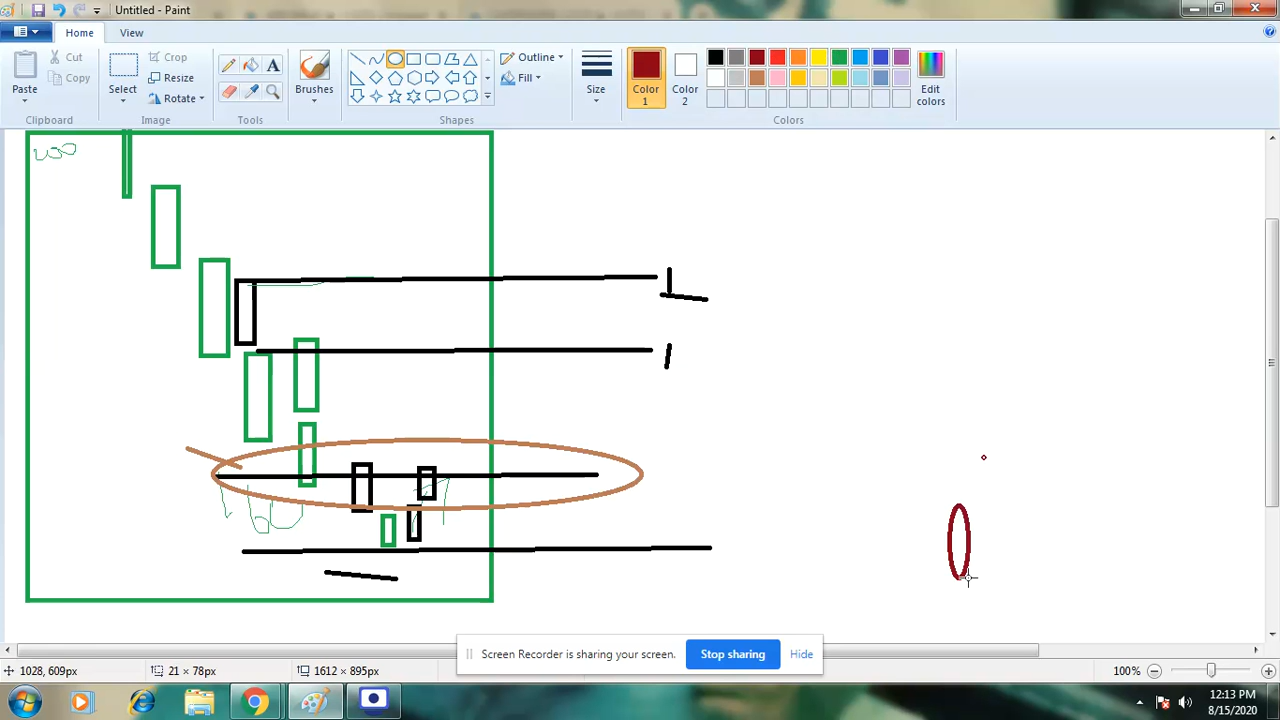 Untitled - Paint
Home
View
Paste
Cut
Copy
Clipboard
Select
Crop
Resize
Rotate
Image
A
Tools
Brushes
Outline
Fill
Shapes
Size
Color 1
Color 2
Edit colors
Colors
Screen Recorder is sharing your screen.
Stop sharing
Hide
1028, 609px
21 × 78px
1612 × 895px
100%
12:13 PM
8/15/2020